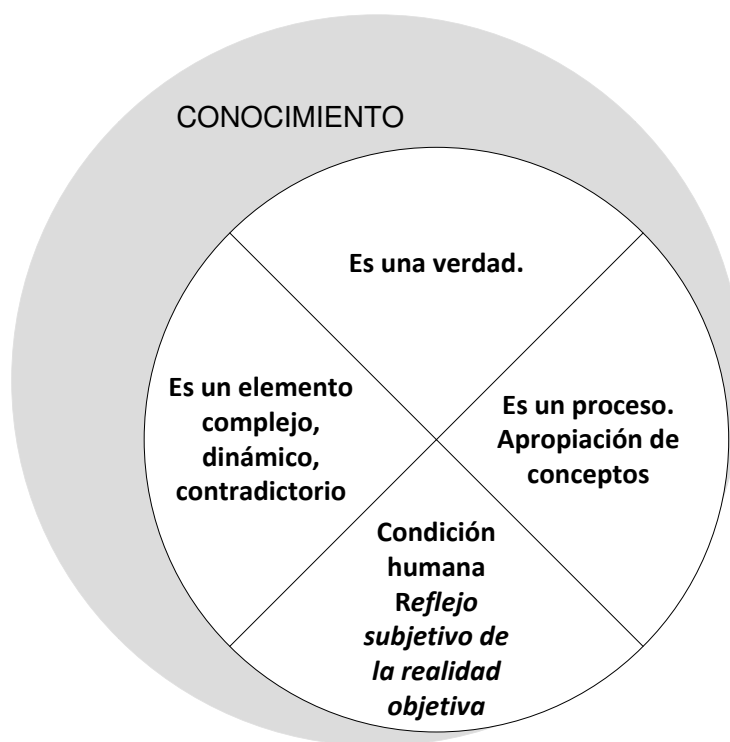 CONOCIMIENTO
Es una verdad.
Es un elemento
complejo,
dinámico,
contradictorio
Es un proceso.
Apropiación de
conceptos
Condición
humana
Reflejo
subjetivo de
la realidad
objetiva